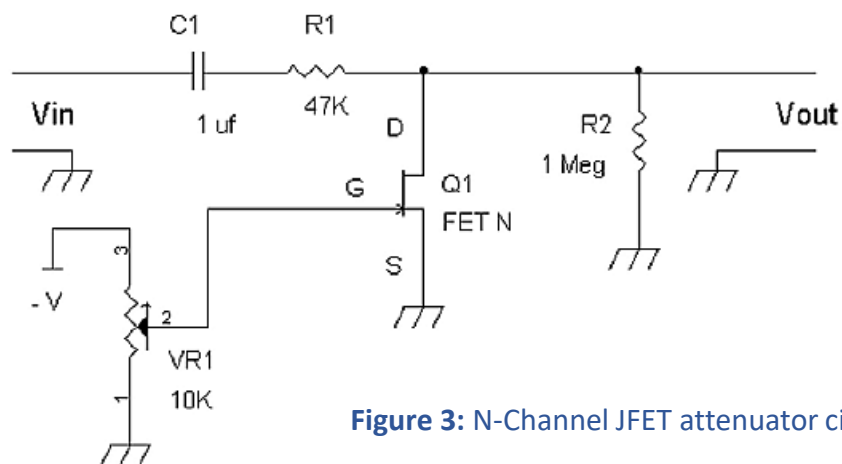 C1
R1
1 uf
47K
Vin
Vout
D
R2
1 Meg
G
Q1
FET N
S
3
- V
2
VR1
10K
1
Figure 3: N-Channel JFET attenuator ci